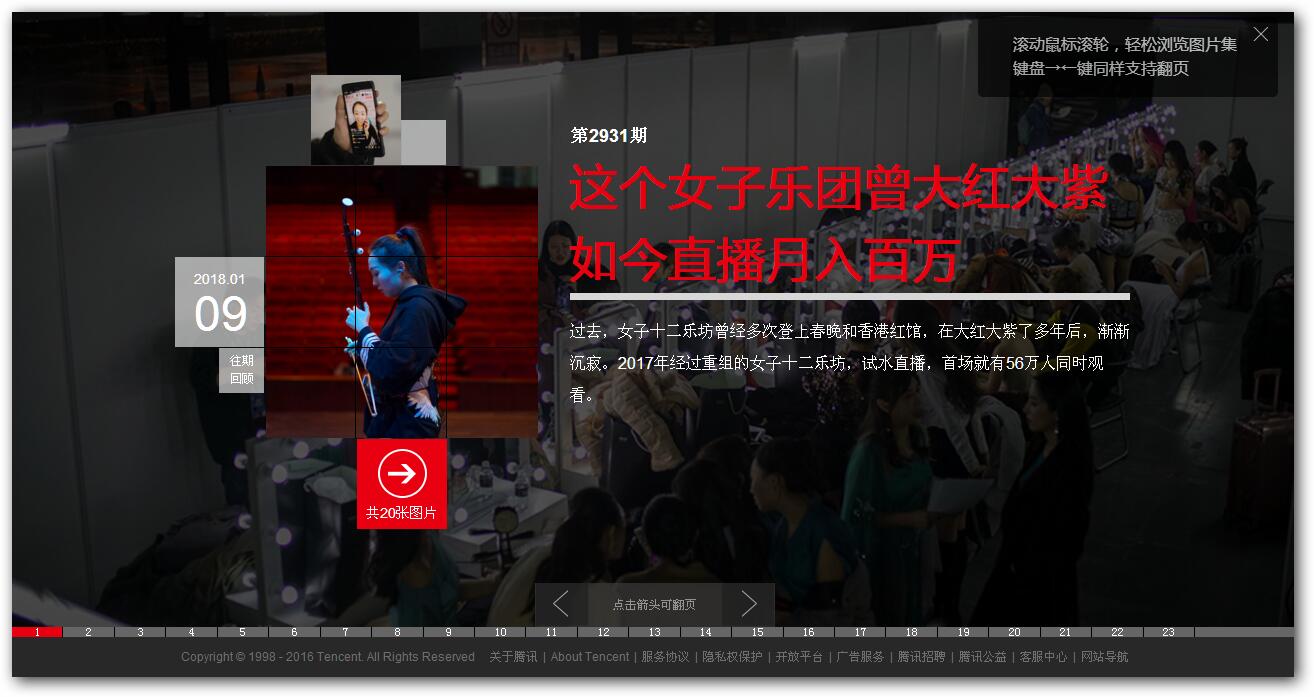 滚动鼠标滚轮，轻松浏览图片集
键盘→←键同样支持翻页
第2931期
这个女子乐团曾大红大紫
如今直播月入百万
2018.01
09
往期
回顾
过去，女子十二乐坊曾经多次登上春晚和香港红馆，在大红大紫了多年后，渐渐
沉寂。2017年经过重组的女子十二乐坊，试水直播，首场就有56万人同时观
看。
共20张图片
点击箭头可翻页
1 2 3 4 5 6 7 8 9 10 11 12 13 14 15 16 17 18 19 20 21 22 23
Copyright © 1998 - 2016 Tencent. All Rights Reserved 关于腾讯 | About Tencent | 服务协议 | 隐私权保护 | 开放平台 | 广告服务 | 腾讯招聘 | 腾讯公益 | 客服中心 | 网站导航